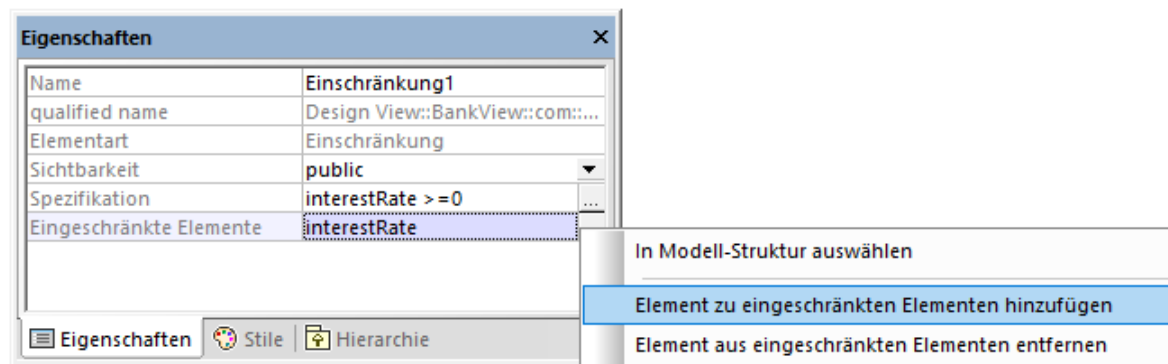 Eigenschaften
Name Einschränkung1
qualified name Design View::BankView::com::...
Elementart Einschränkung
Sichtbarkeit public
Spezifikation interestRate >=0 ...
Eingeschränkte Elemente interestRate
In Modell-Struktur auswählen
Element zu eingeschränkten Elementen hinzufügen
Element aus eingeschränkten Elementen entfernen
Eigenschaften Stile Hierarchie